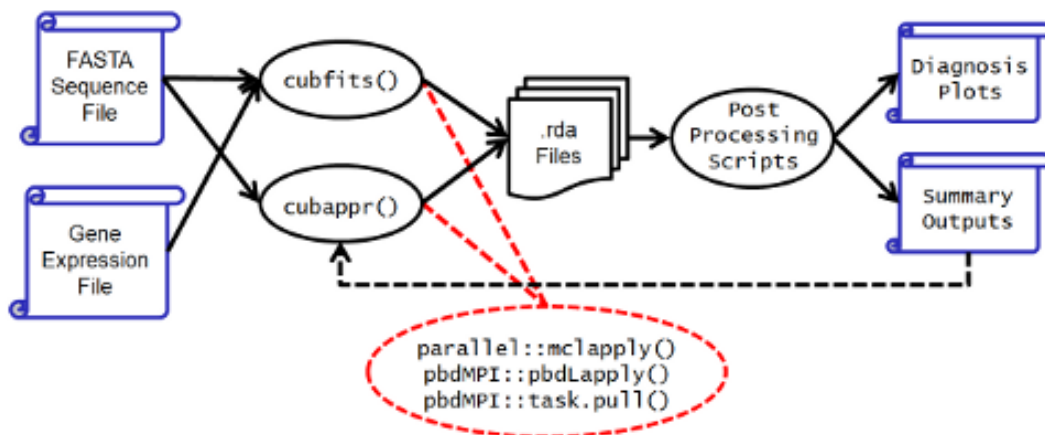 FASTA
Sequence
File
Gene
Expression
File
cubfits()
cubappr()
.rda
Files
Post
Processing
Scripts
Diagnosis
Plots
Summary
Outputs
parallel::mclapply()
pbdMPI::pbdLapply()
pbdMPI::task.pull()